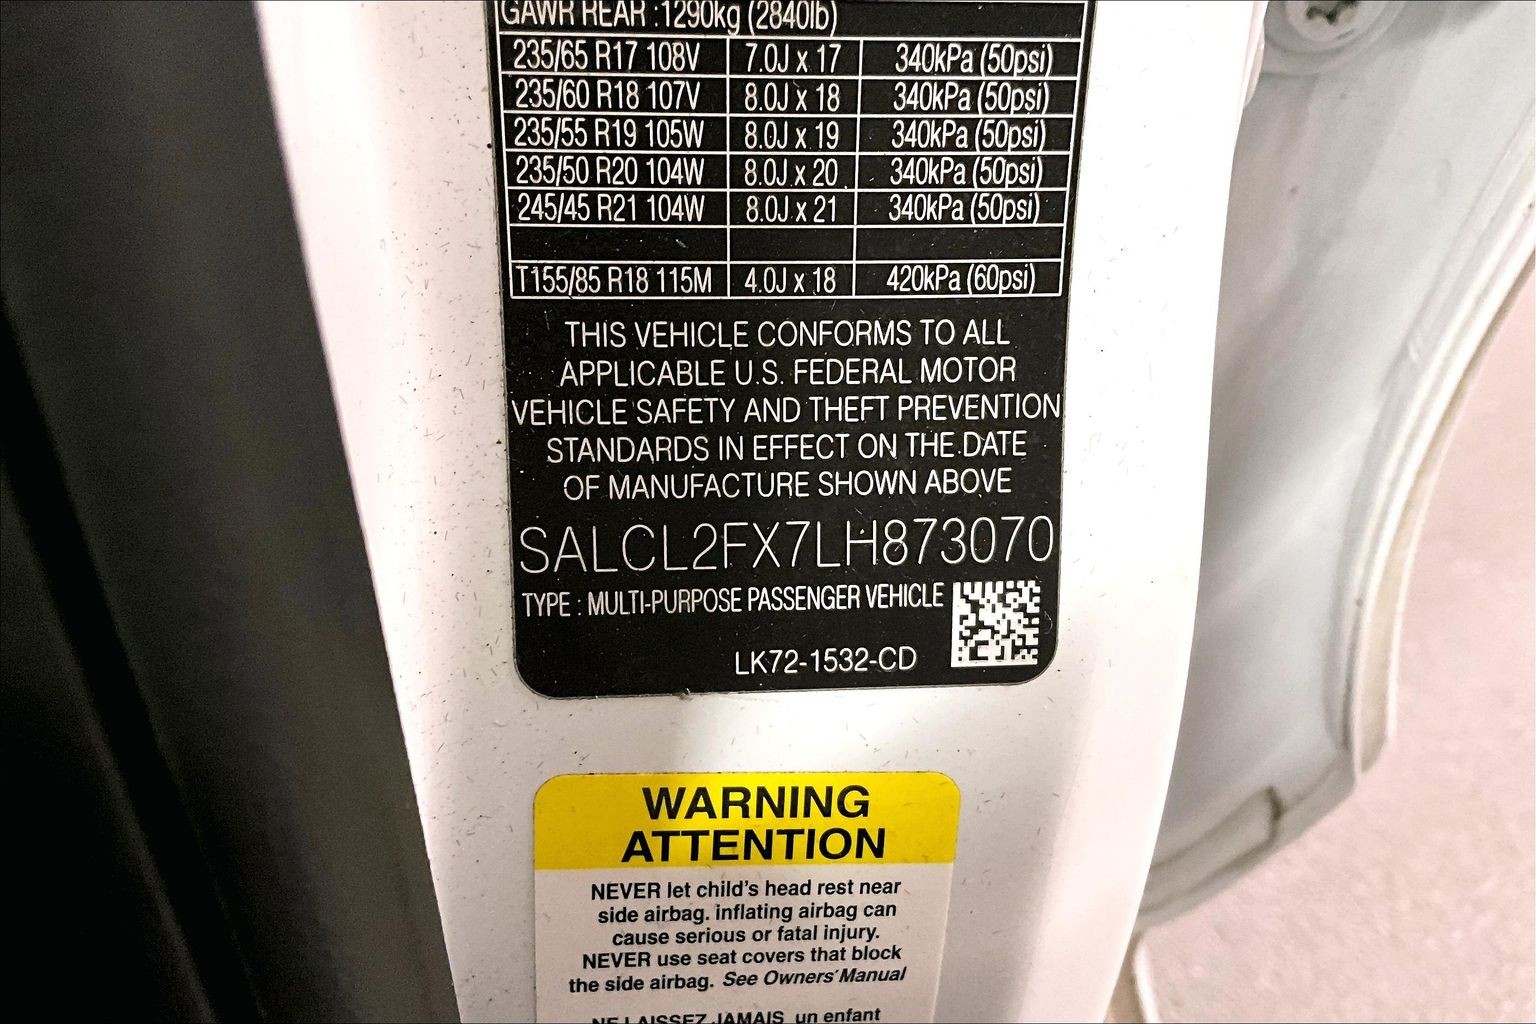 GAWR REAR :1290kg (2840lb)
235/65 R17 108V 7.0J x 17 340kPa (50psi)
235/60 R18 107V 8.0J x 18 340kPa (50psi)
235/55 R19 105W 8.0J x 19 340kPa (50psi)
235/50 R20 104W 8.0J x 20 340kPa (50psi)
245/45 R21 104W 8.0J x 21 340kPa (50psi)
T155/85 R18 115M 4.0J x 18 420kPa (60psi)
THIS VEHICLE CONFORMS TO ALL
APPLICABLE U.S. FEDERAL MOTOR
VEHICLE SAFETY AND THEFT PREVENTION
STANDARDS IN EFFECT ON THE DATE
OF MANUFACTURE SHOWN ABOVE
SALCL2FX7LH873070
TYPE : MULTI-PURPOSE PASSENGER VEHICLE
LK72-1532-CD
WARNING
ATTENTION
NEVER let child's head rest near
side airbag. inflating airbag can
cause serious or fatal injury.
NEVER use seat covers that block
the side airbag. See Owners' Manual
NE LAISSEZ JAMAIS un enfant